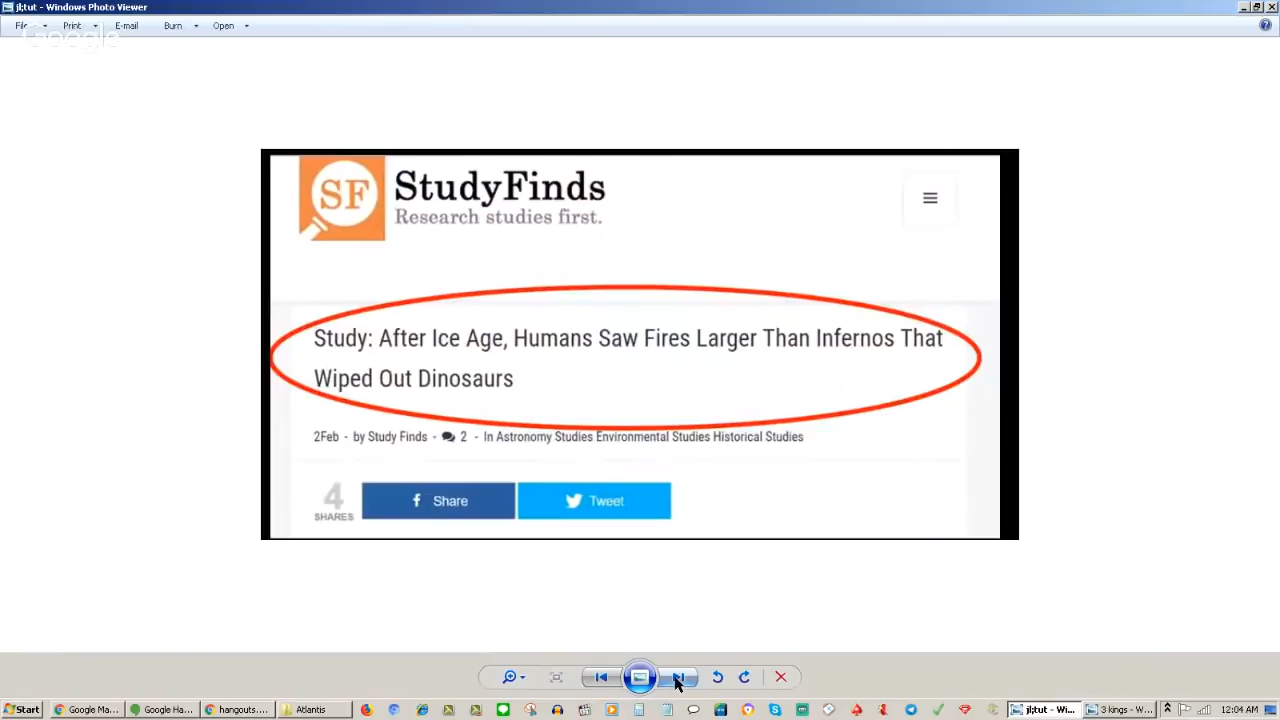 jl;tut - Windows Photo Viewer
File Print E-mail Burn Open
Google
SF
StudyFinds
Research studies first.
Study: After Ice Age, Humans Saw Fires Larger Than Infernos That
Wiped Out Dinosaurs
2Feb - by Study Finds - 2 - In Astronomy Studies Environmental Studies Historical Studies
4
SHARES
Share
Tweet
Start
Google Ma...
Google Ha...
hangouts....
Atlantis
jl;tut - Wi...
3 kings - W...
12:04 AM